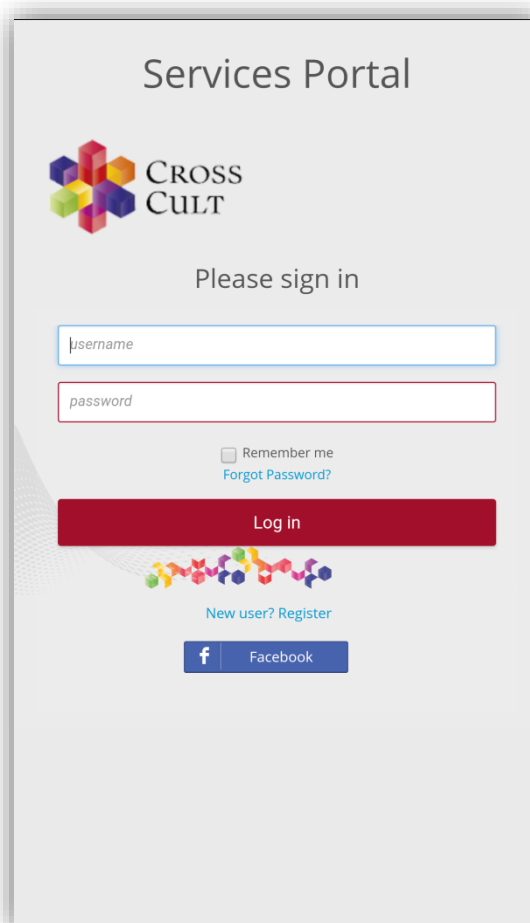 Services Portal
CROSS
CULT
Please sign in
username
password
Remember me
Forgot Password?
Log in
New user? Register
f Facebook